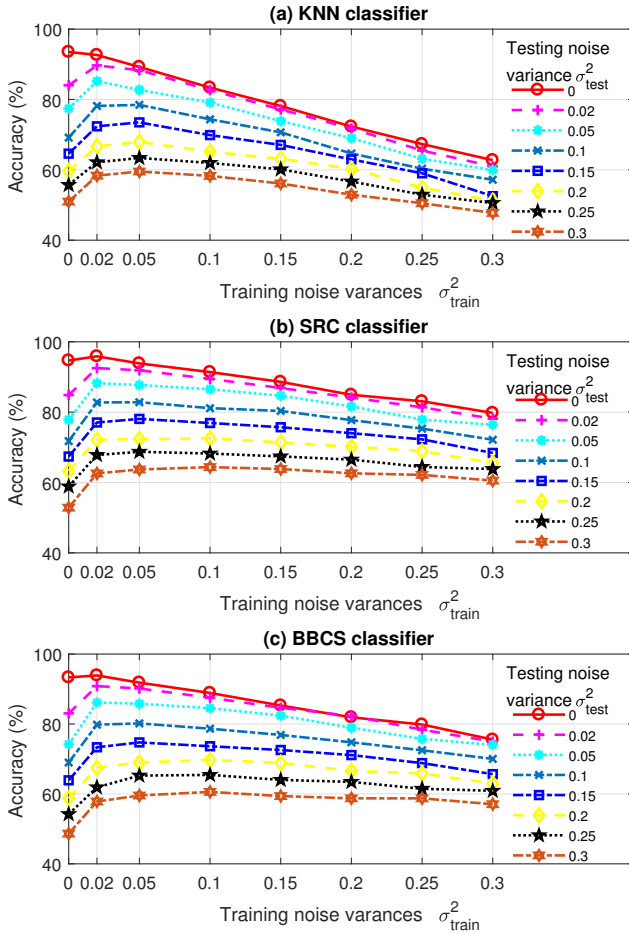 (a) KNN classifier
100
80
60
40
Accuracy (%)
0 0.02 0.05 0.1 0.15 0.2 0.25 0.3
Training noise varances σ²train
Testing noise
variance σ²test
0
0.02
0.05
0.1
0.15
0.2
0.25
0.3
(b) SRC classifier
100
80
60
40
Accuracy (%)
0 0.02 0.05 0.1 0.15 0.2 0.25 0.3
Training noise varances σ²train
Testing noise
variance σ²test
0
0.02
0.05
0.1
0.15
0.2
0.25
0.3
(c) BBCS classifier
100
80
60
40
Accuracy (%)
0 0.02 0.05 0.1 0.15 0.2 0.25 0.3
Training noise varances σ²train
Testing noise
variance σ²test
0
0.02
0.05
0.1
0.15
0.2
0.25
0.3